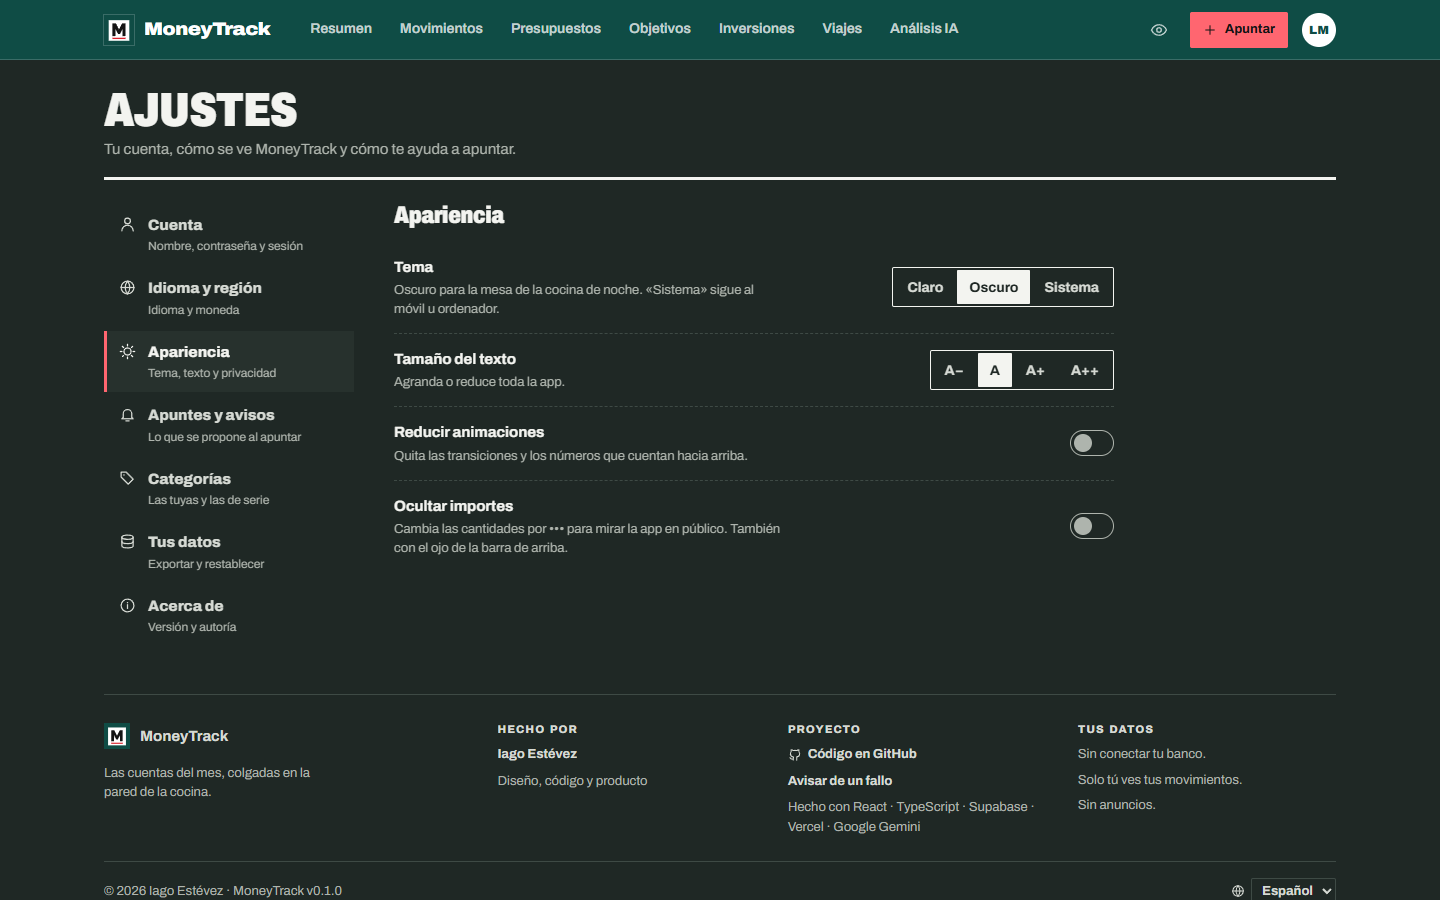 M MoneyTrack
Resumen
Movimientos
Presupuestos
Objetivos
Inversiones
Viajes
Análisis IA
+ Apuntar
LM
AJUSTES
Tu cuenta, cómo se ve MoneyTrack y cómo te ayuda a apuntar.
Cuenta
Nombre, contraseña y sesión
Idioma y región
Idioma y moneda
Apariencia
Tema, texto y privacidad
Apuntes y avisos
Lo que se propone al apuntar
Categorías
Las tuyas y las de serie
Tus datos
Exportar y restablecer
Acerca de
Versión y autoría
Apariencia
Tema
Oscuro para la mesa de la cocina de noche. «Sistema» sigue al
móvil u ordenador.
Claro
Oscuro
Sistema
Tamaño del texto
Agranda o reduce toda la app.
A−
A
A+
A++
Reducir animaciones
Quita las transiciones y los números que cuentan hacia arriba.
Ocultar importes
Cambia las cantidades por ••• para mirar la app en público. También
con el ojo de la barra de arriba.
M MoneyTrack
Las cuentas del mes, colgadas en la
pared de la cocina.
HECHO POR
Iago Estévez
Diseño, código y producto
PROYECTO
Código en GitHub
Avisar de un fallo
Hecho con React · TypeScript · Supabase ·
Vercel · Google Gemini
TUS DATOS
Sin conectar tu banco.
Solo tú ves tus movimientos.
Sin anuncios.
© 2026 Iago Estévez · MoneyTrack v0.1.0
Español